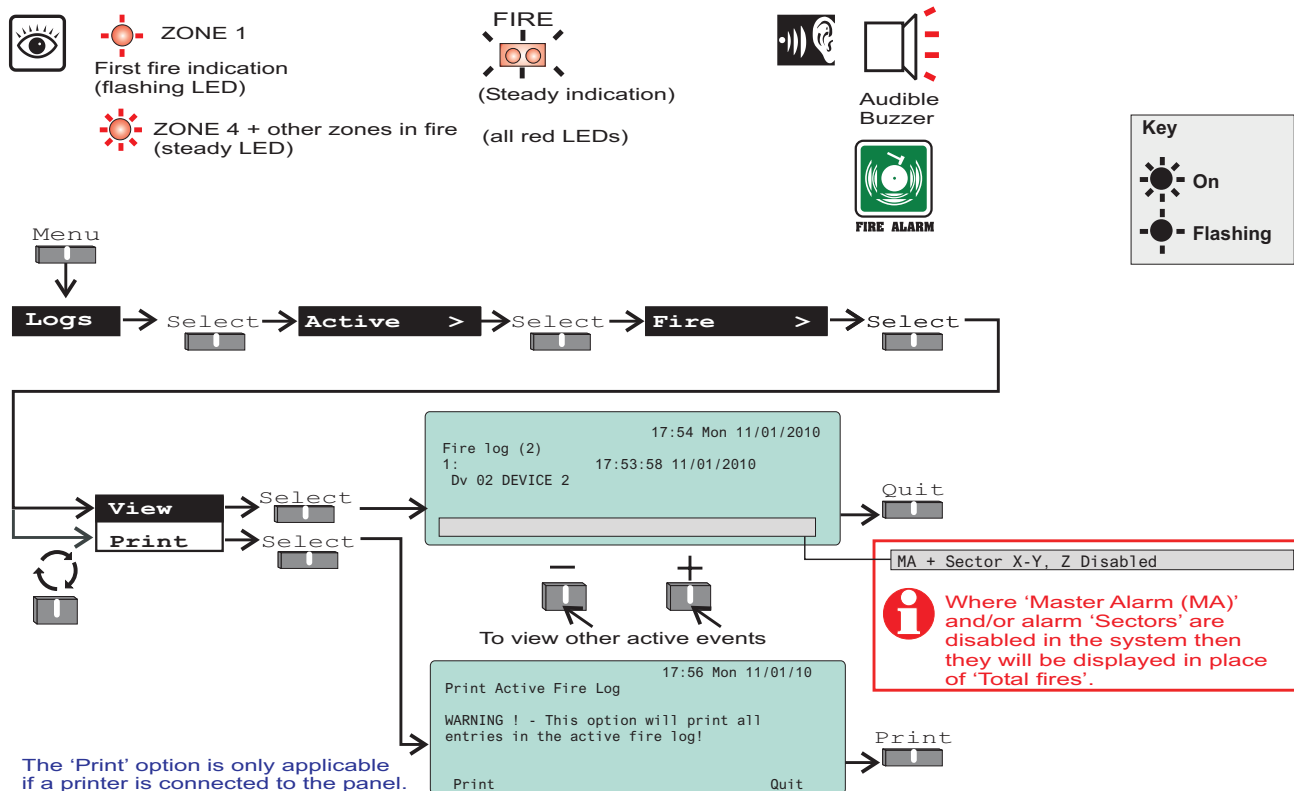 ZONE 1
First fire indication
(flashing LED)
ZONE 4 + other zones in fire
(steady LED)
FIRE
(Steady indication)
(all red LEDs)
Audible
Buzzer
FIRE ALARM
Key
On
Flashing
Menu
Logs
Select
Active >
Select
Fire >
Select
17:54 Mon 11/01/2010
Fire log (2)
1: 17:53:58 11/01/2010
Dv 02 DEVICE 2
View
Select
Quit
Print
Select
MA + Sector X-Y, Z Disabled
i
Where ‘Master Alarm (MA)’
and/or alarm ‘Sectors’ are
disabled in the system then
they will be displayed in place
of ‘Total fires’.
− +
To view other active events
17:56 Mon 11/01/10
Print Active Fire Log
WARNING ! - This option will print all
entries in the active fire log!
Print Quit
Print
The ‘Print’ option is only applicable
if a printer is connected to the panel.